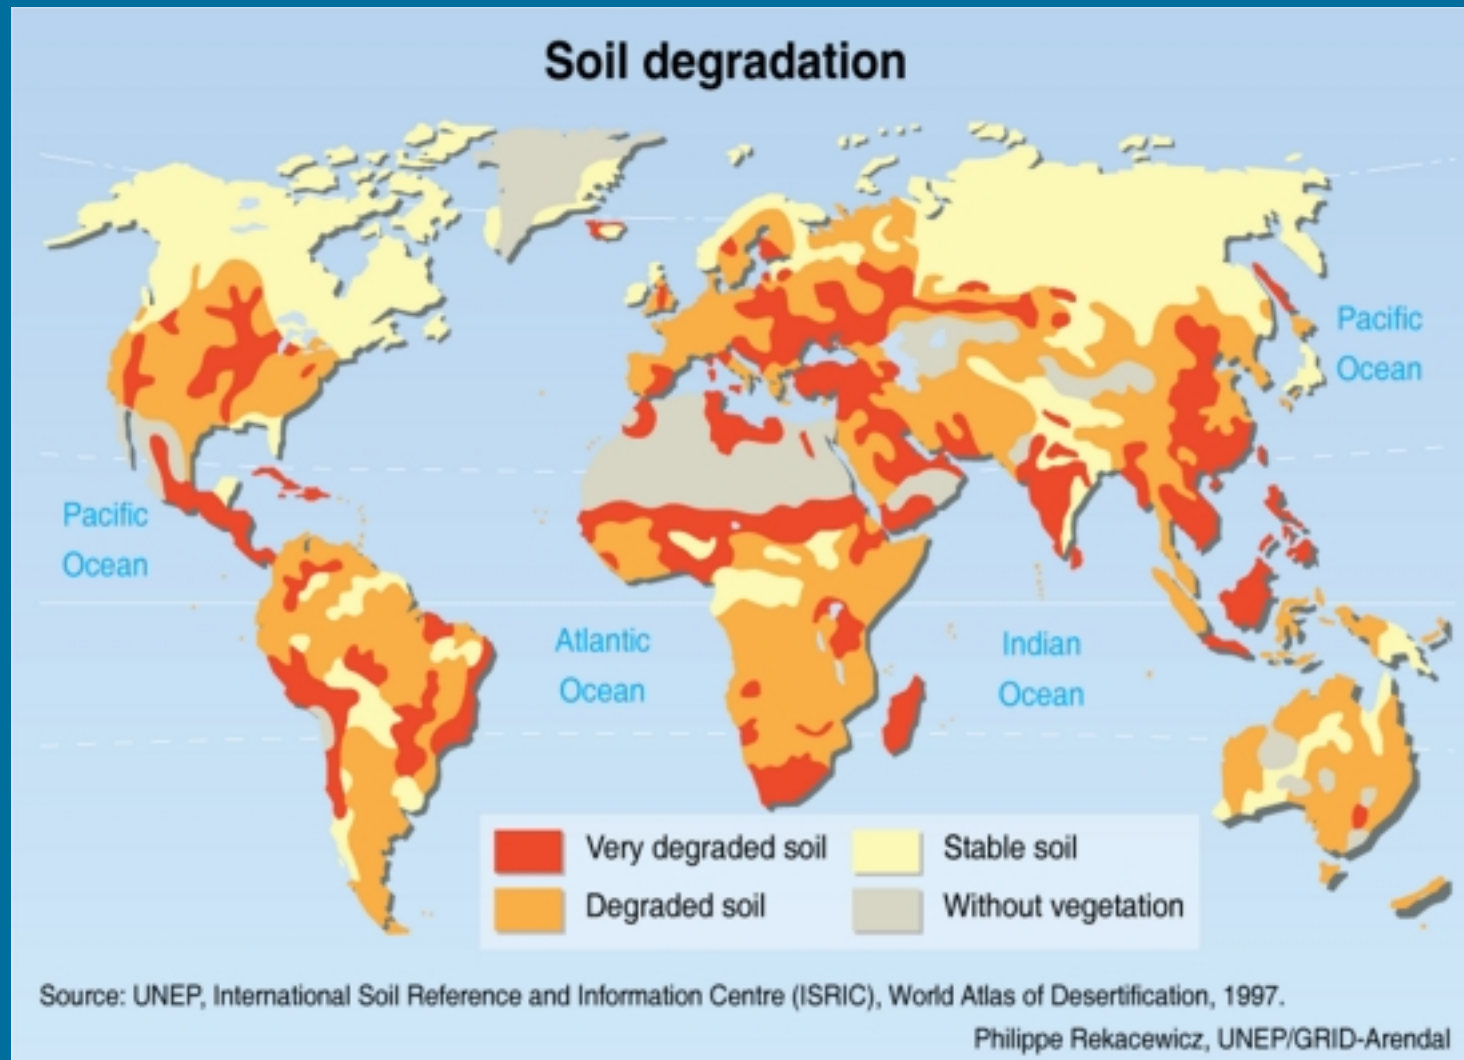 Soil degradation
Pacific
Ocean
Pacific
Ocean
Atlantic
Ocean
Indian
Ocean
Very degraded soil
Stable soil
Degraded soil
Without vegetation
Source: UNEP, International Soil Reference and Information Centre (ISRIC), World Atlas of Desertification, 1997.
Philippe Rekacewicz, UNEP/GRID-Arendal